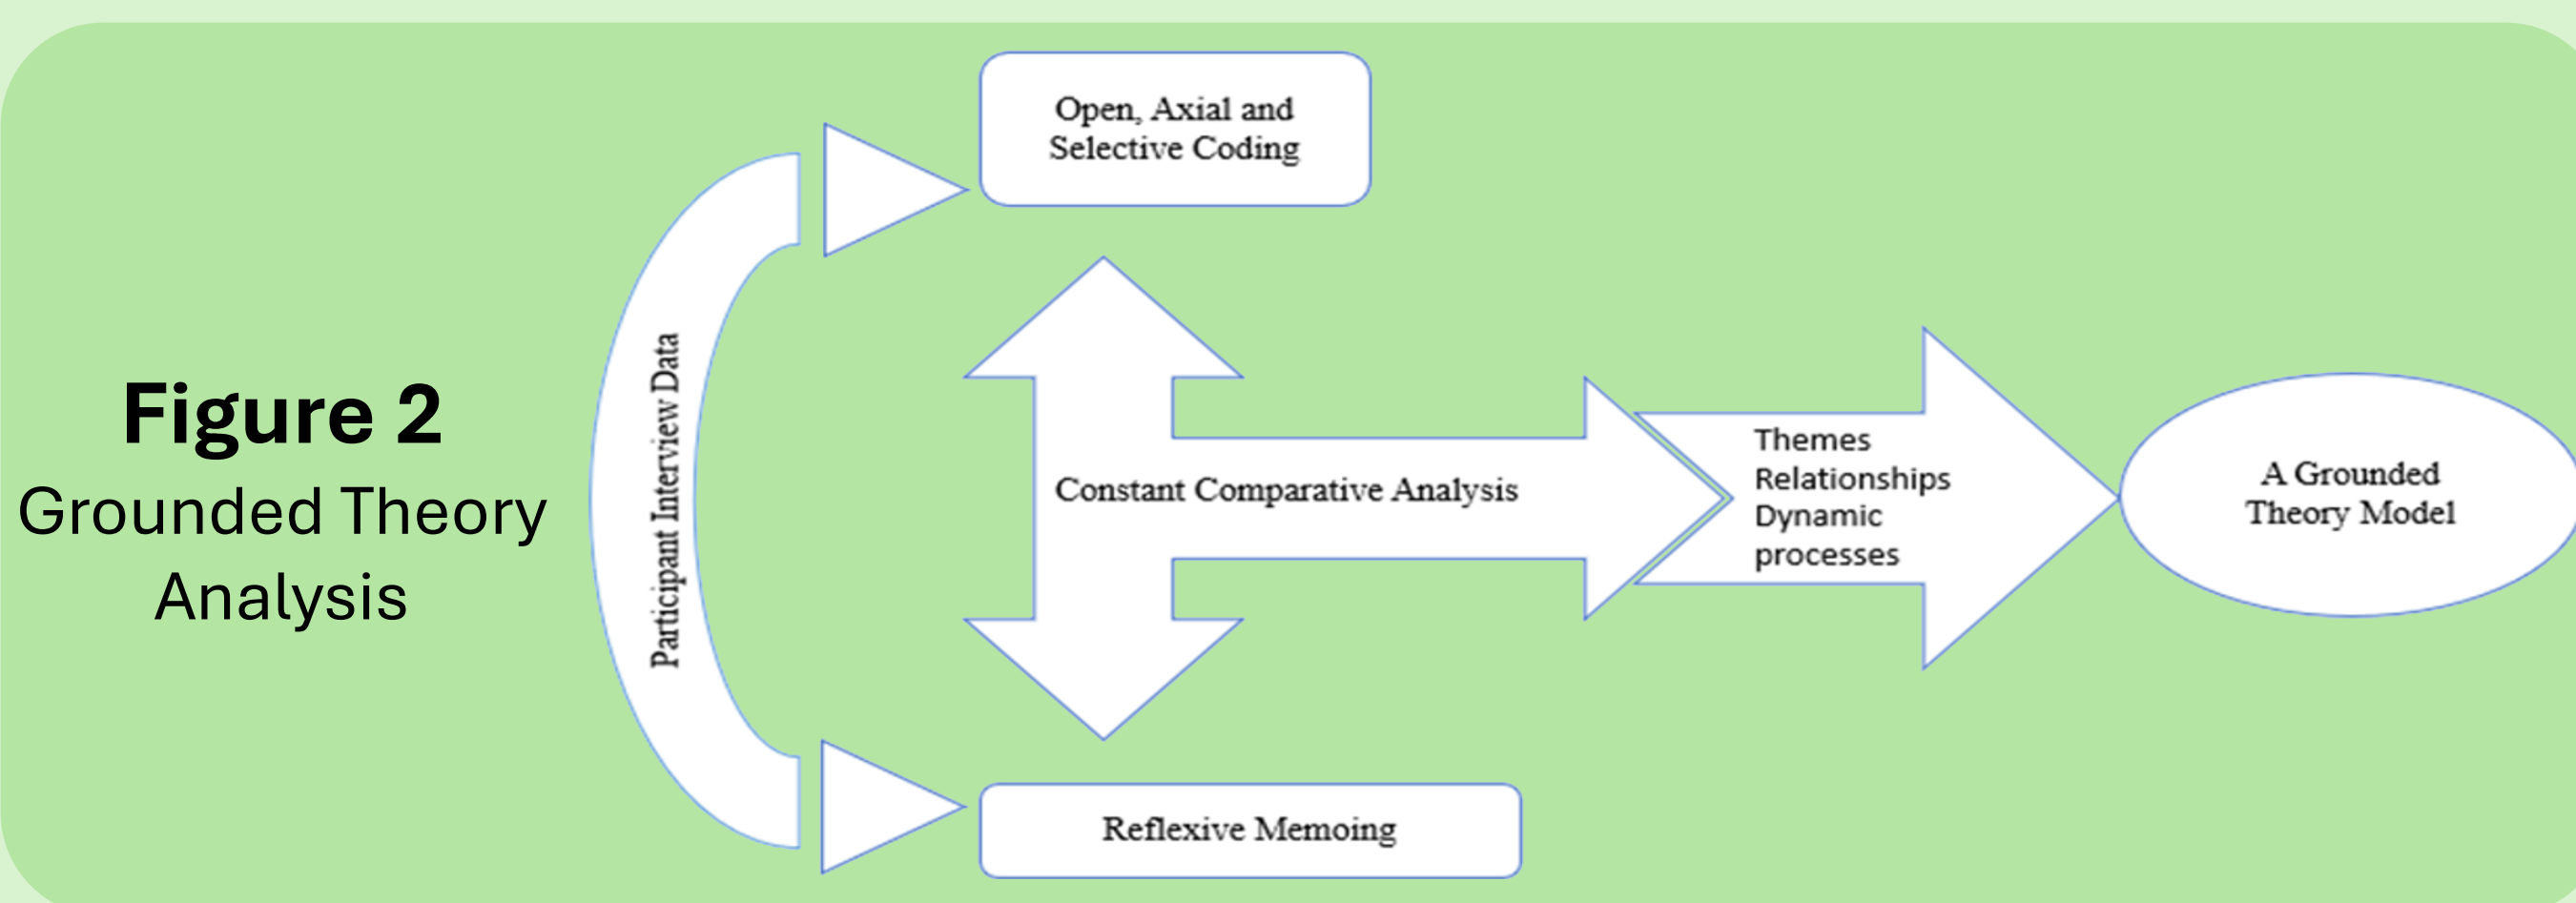 Figure 2
Grounded Theory
Analysis
Participant Interview Data
Open, Axial and
Selective Coding
Constant Comparative Analysis
Reflexive Memoing
Themes
Relationships
Dynamic
processes
A Grounded
Theory Model